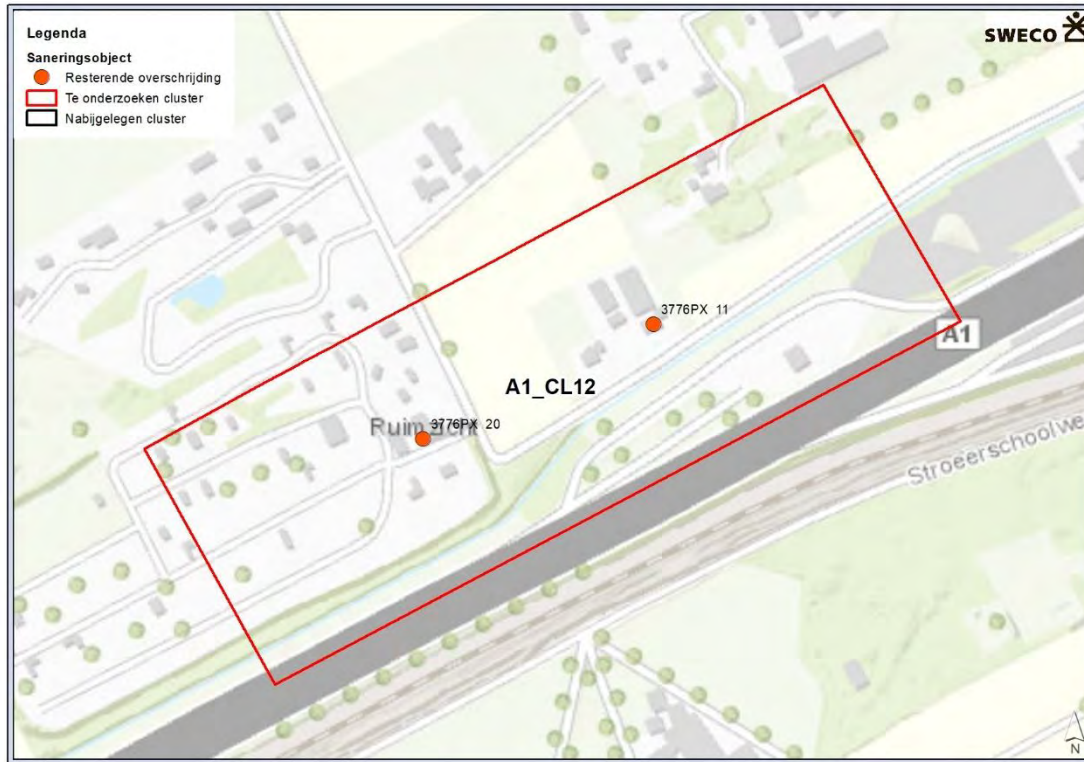 Legenda
SWECO
Saneringsobject
Resterende overschrijding
Te onderzoeken cluster
Nabijgelegen cluster
3776PX 11
A1
A1_CL12
3776PX 20
Stroeerschoolwe
N